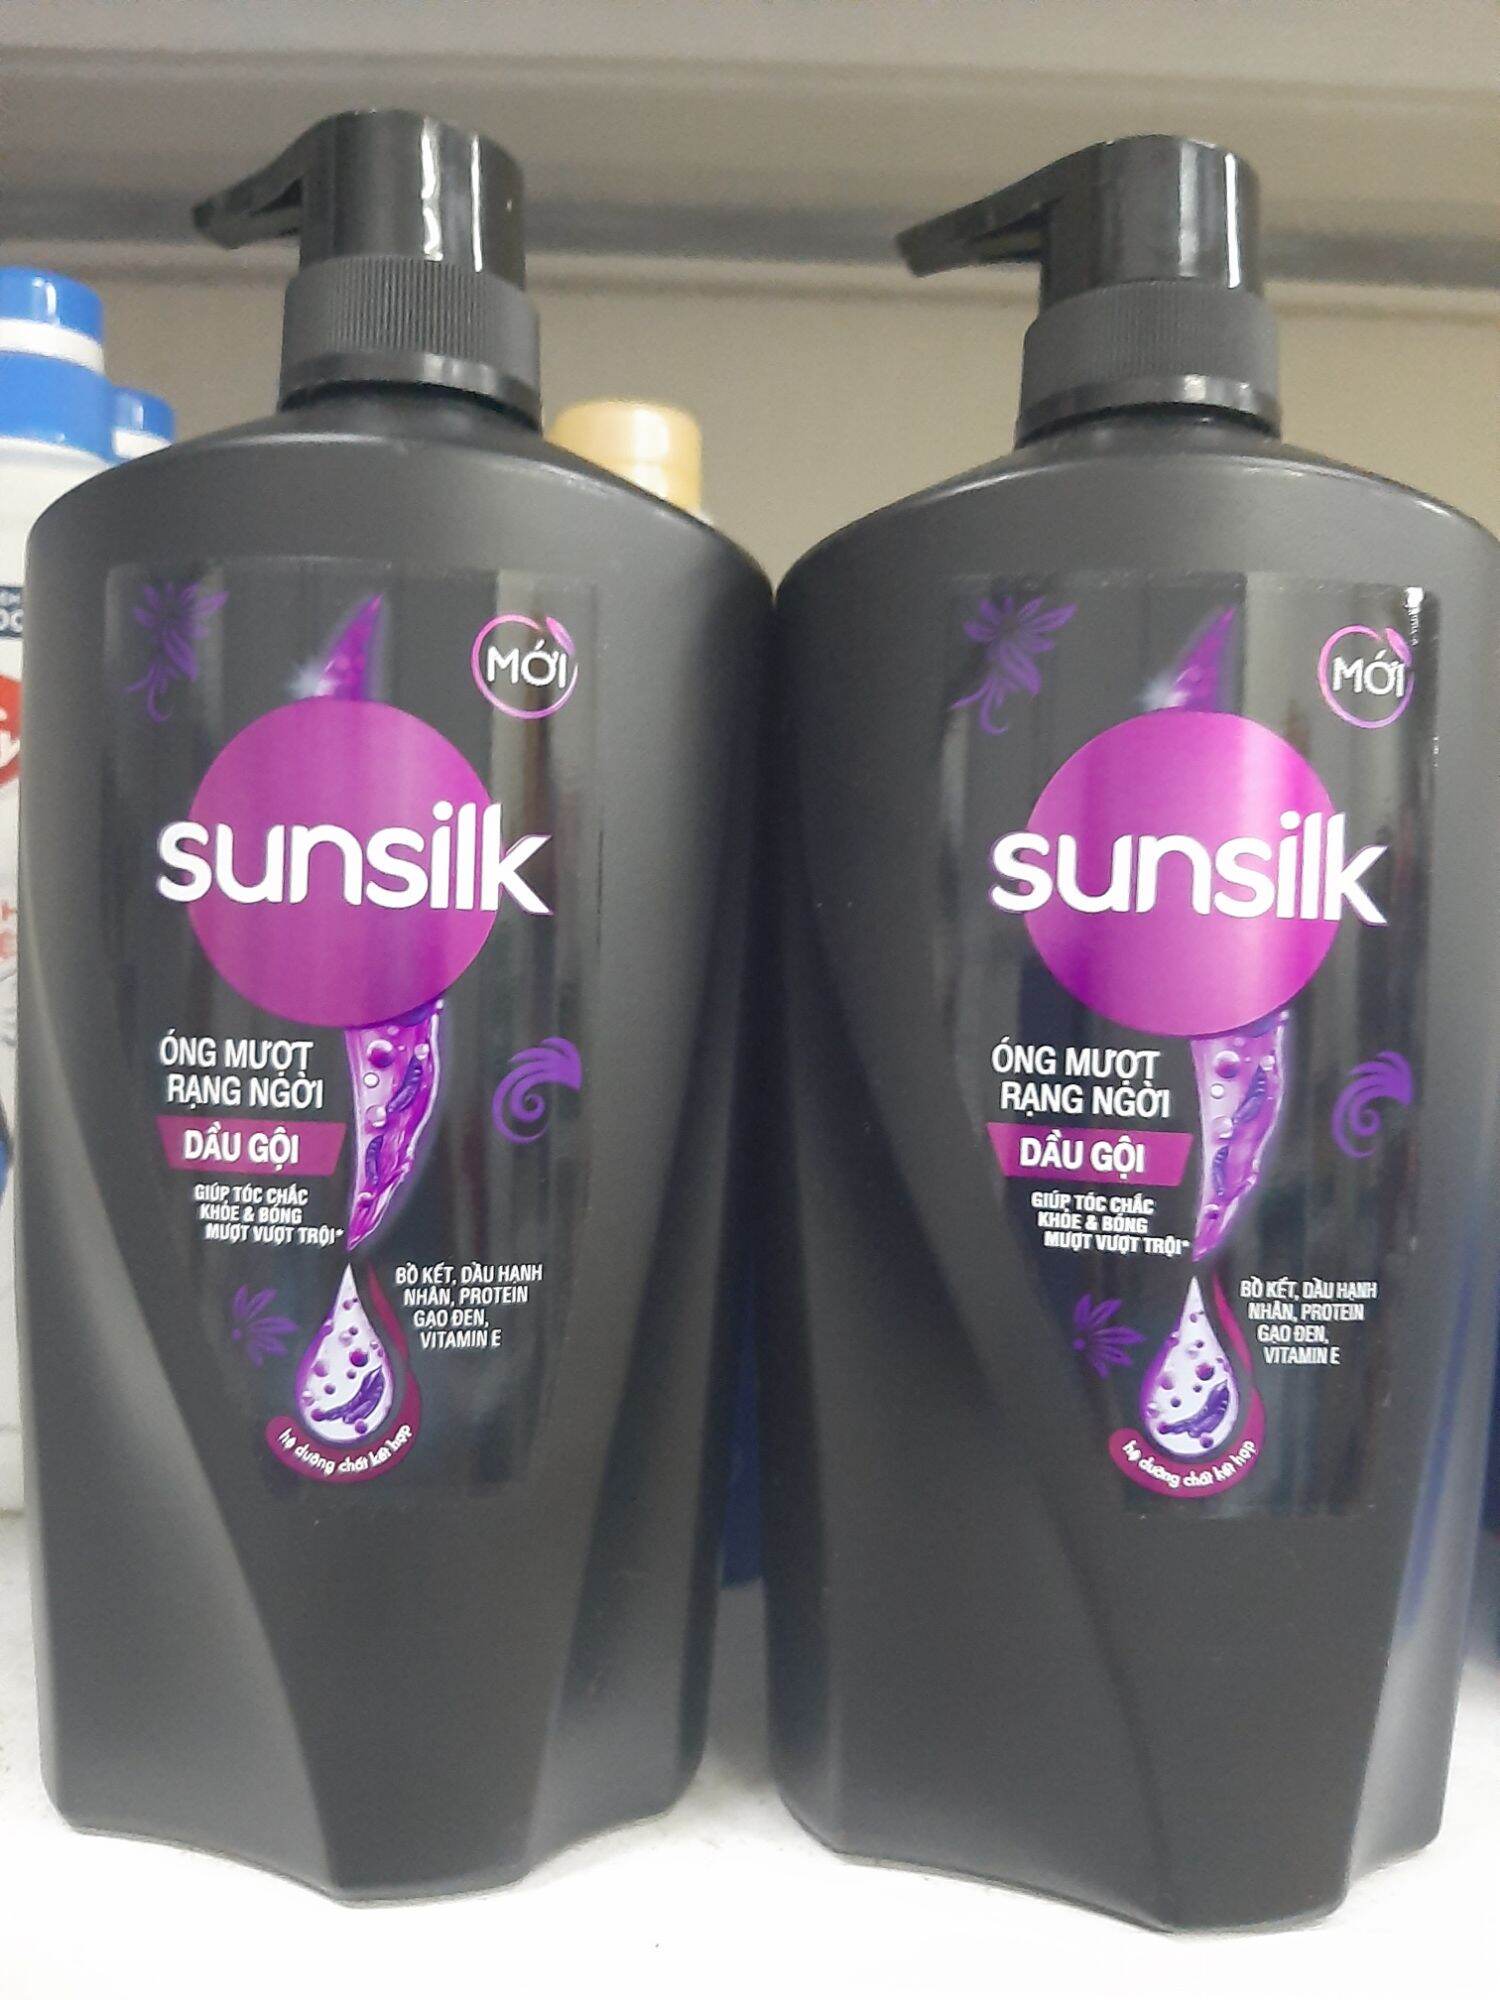 MỚI
sunsilk
ÓNG MƯỢT
RẠNG NGỜI
DẦU GỘI
GIÚP TÓC CHẮC
KHỎE & BÓNG
MƯỢT VƯỢT TRỘI*
BỒ KẾT, DẦU HẠNH
NHÂN, PROTEIN
GẠO ĐEN,
VITAMIN E
hệ dưỡng chất kết hợp
MỚI
sunsilk
ÓNG MƯỢT
RẠNG NGỜI
DẦU GỘI
GIÚP TÓC CHẮC
KHỎE & BÓNG
MƯỢT VƯỢT TRỘI*
BỒ KẾT, DẦU HẠNH
NHÂN, PROTEIN
GẠO ĐEN,
VITAMIN E
hệ dưỡng chất kết hợp